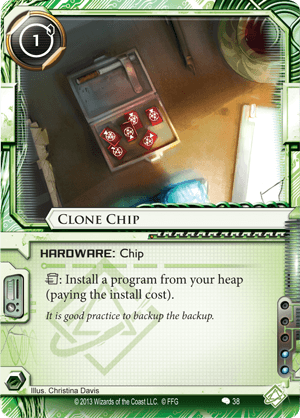 1
CLONE CHIP
HARDWARE: Chip
: Install a program from your heap
(paying the install cost).
It is good practice to backup the backup.
Illus. Christina Davis
© 2013 Wizards of the Coast LLC. © FFG
38